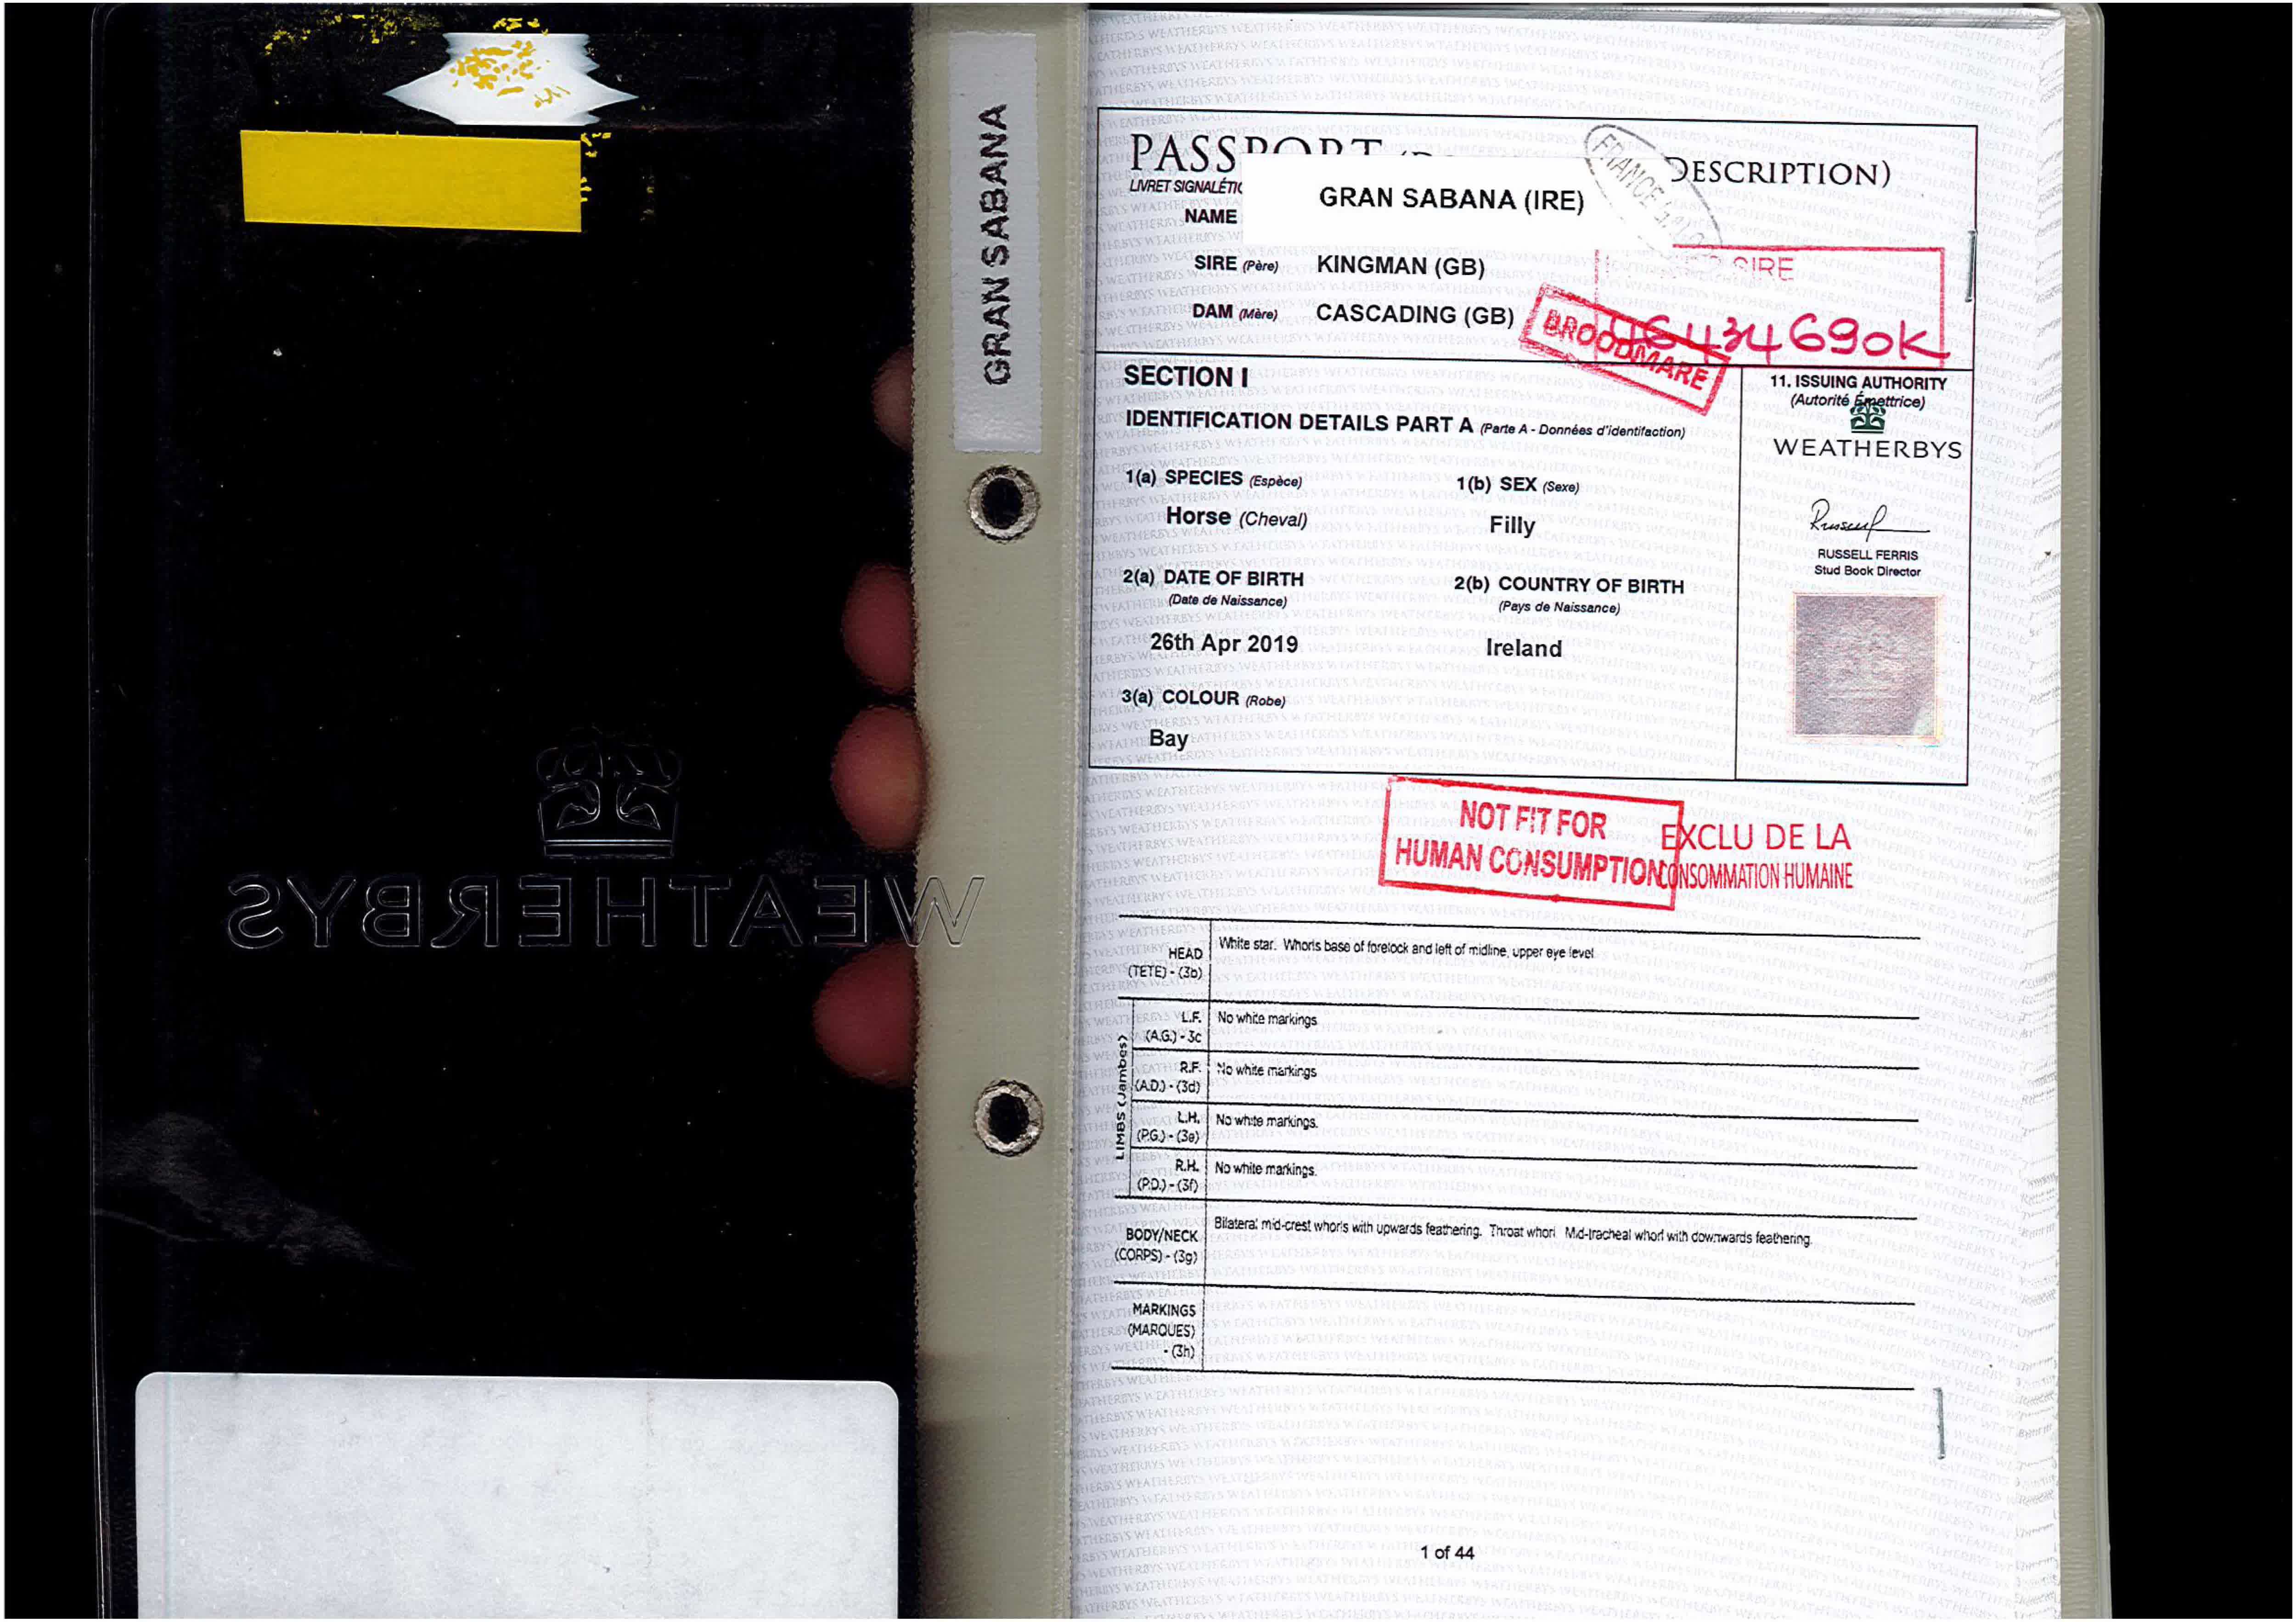 GRAN SABANA
WEATHERBYS
PASSPORT
DESCRIPTION)
LIVRET
FRANCE GALOP
NAME
GRAN SABANA (IRE)
SIRE (Père) KINGMAN (GB)
SIRE
DAM (Mère) CASCADING (GB)
BROODMARE
SECTION I
IDENTIFICATION DETAILS PART A (Parte A - Données d'identifaction)
11. ISSUING AUTHORITY
(Autorité Émettrice)
WEATHERBYS
1(a) SPECIES (Espèce) 1(b) SEX (Sexe)
Horse (Cheval) Filly
RUSSELL FERRIS
Stud Book Director
2(a) DATE OF BIRTH 2(b) COUNTRY OF BIRTH
(Date de Naissance) (Pays de Naissance)
26th Apr 2019 Ireland
3(a) COLOUR (Robe)
Bay
NOT FIT FOR
HUMAN CONSUMPTION
EXCLU DE LA
CONSOMMATION HUMAINE
HEAD White star. Whorls base of forelock and left of midline, upper eye level
(TETE) - (3b)
LIMBS (Jambes)
L.F. No white markings
(A.G.) - 3c
R.F. No white markings
(A.D.) - (3d)
L.H. No white markings.
(P.G.) - (3e)
R.H. No white markings.
(P.D.) - (3f)
BODY/NECK Bilateral mid-crest whorls with upwards feathering. Throat whorl Mid-tracheal whorl with downwards feathering.
(CORPS) - (3g)
MARKINGS
(MARQUES)
- (3h)
1 of 44